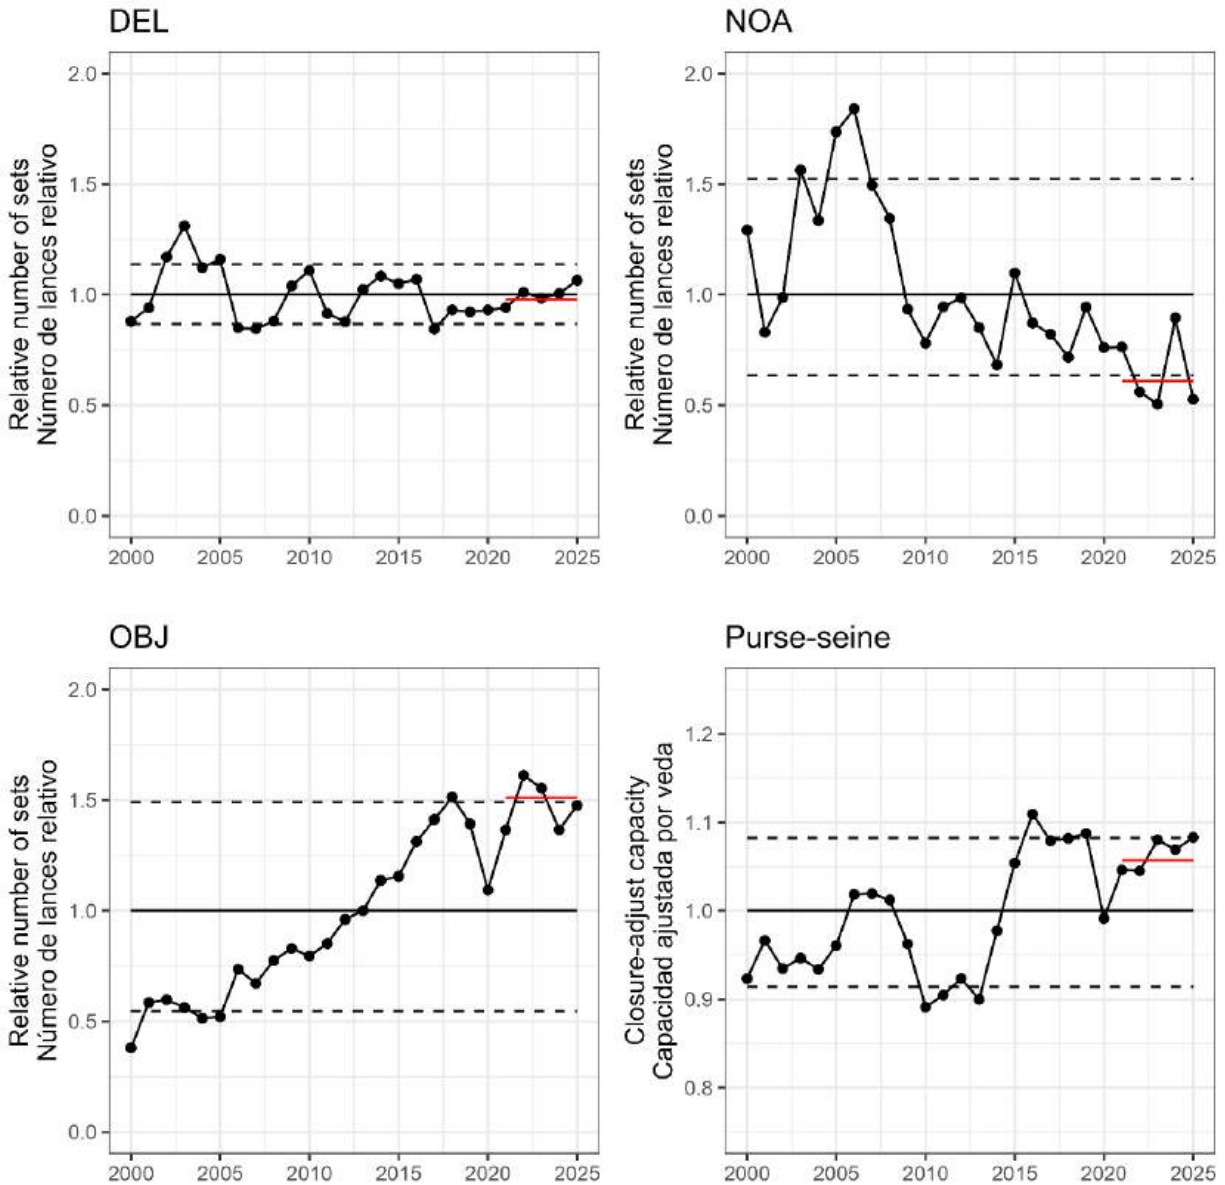 DEL
Relative number of sets
Número de lances relativo
2.0
1.5
1.0
0.5
0.0
2000 2005 2010 2015 2020 2025
NOA
Relative number of sets
Número de lances relativo
2.0
1.5
1.0
0.5
0.0
2000 2005 2010 2015 2020 2025
OBJ
Relative number of sets
Número de lances relativo
2.0
1.5
1.0
0.5
0.0
2000 2005 2010 2015 2020 2025
Purse-seine
Closure-adjust capacity
Capacidad ajustada por veda
1.2
1.1
1.0
0.9
0.8
2000 2005 2010 2015 2020 2025